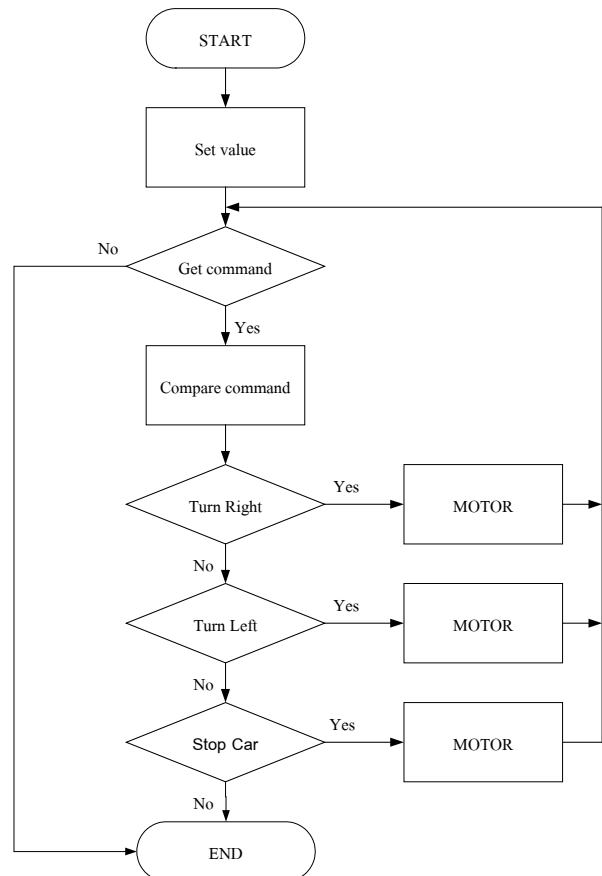 START
Set value
No
Get command
Yes
Compare command
Yes
Turn Right
MOTOR
No
Yes
Turn Left
MOTOR
No
Yes
Stop Car
MOTOR
No
END